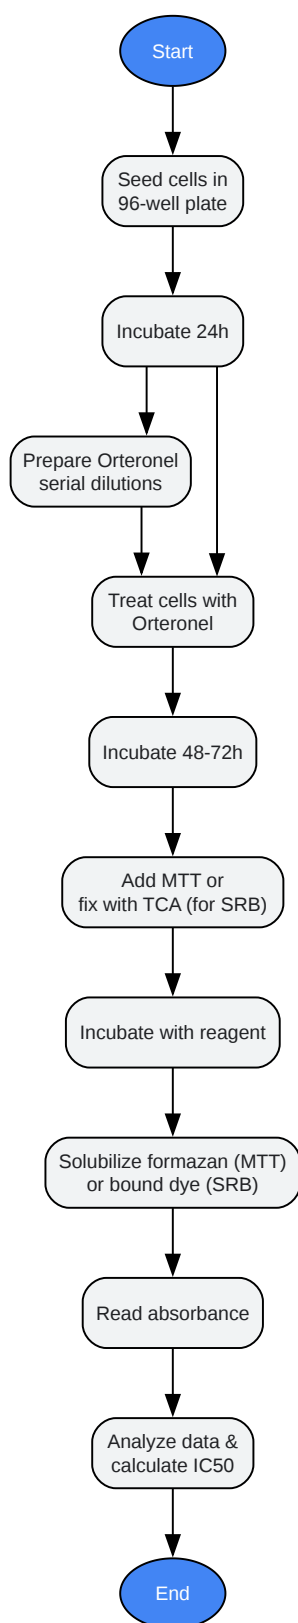 Start
Seed cells in
96-well plate
Incubate 24h
Prepare Orteronel
serial dilutions
Treat cells with
Orteronel
Incubate 48-72h
Add MTT or
fix with TCA (for SRB)
Incubate with reagent
Solubilize formazan (MTT)
or bound dye (SRB)
Read absorbance
Analyze data &
calculate IC50
End